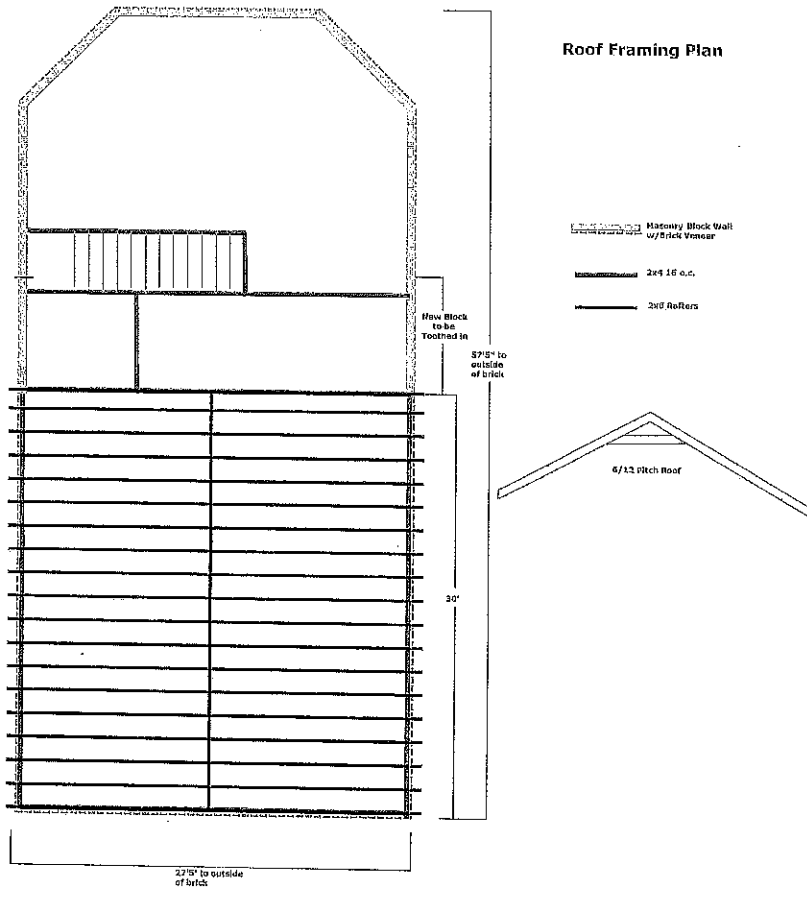 Roof Framing Plan
Masonry Block Wall
w/Brick Veneer
2x4 16 o.c.
Rafters
New Block
to be
Toothed in
57'5" to
outside
of brick
6/12 Pitch Roof
30'
27'5" to outside
of brick